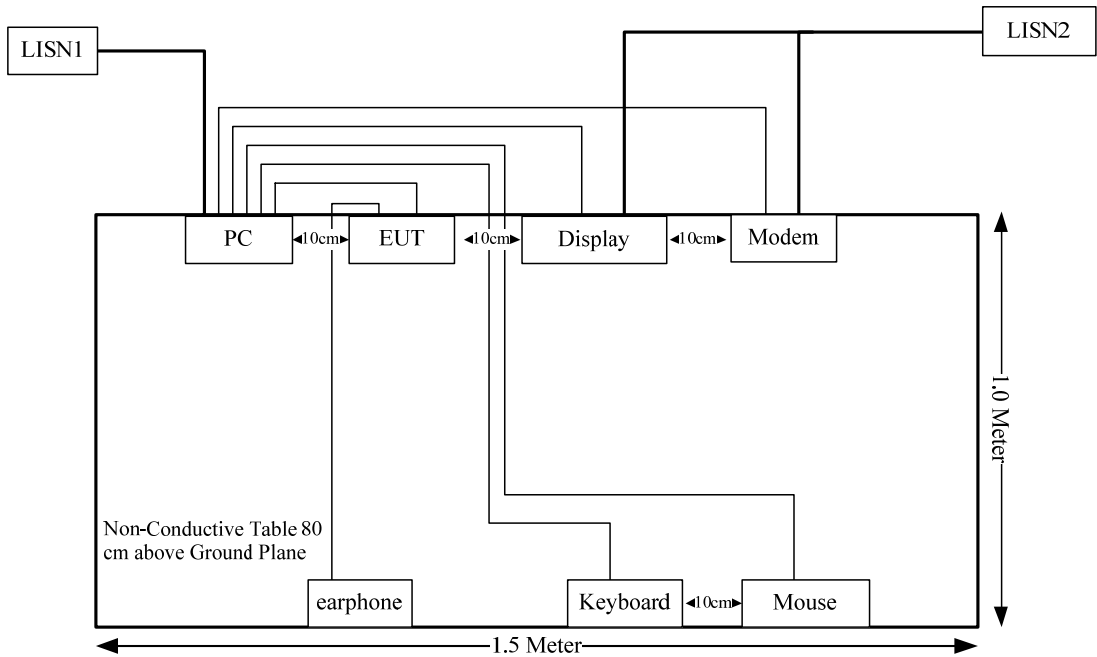 LISN1
LISN2
PC
10cm
EUT
10cm
Display
10cm
Modem
1.0 Meter
Non-Conductive Table 80
cm above Ground Plane
earphone
Keyboard
10cm
Mouse
1.5 Meter